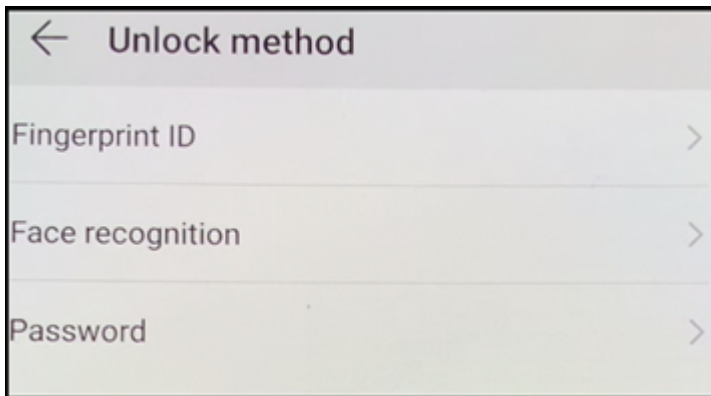 Unlock method
Fingerprint ID
Face recognition
Password